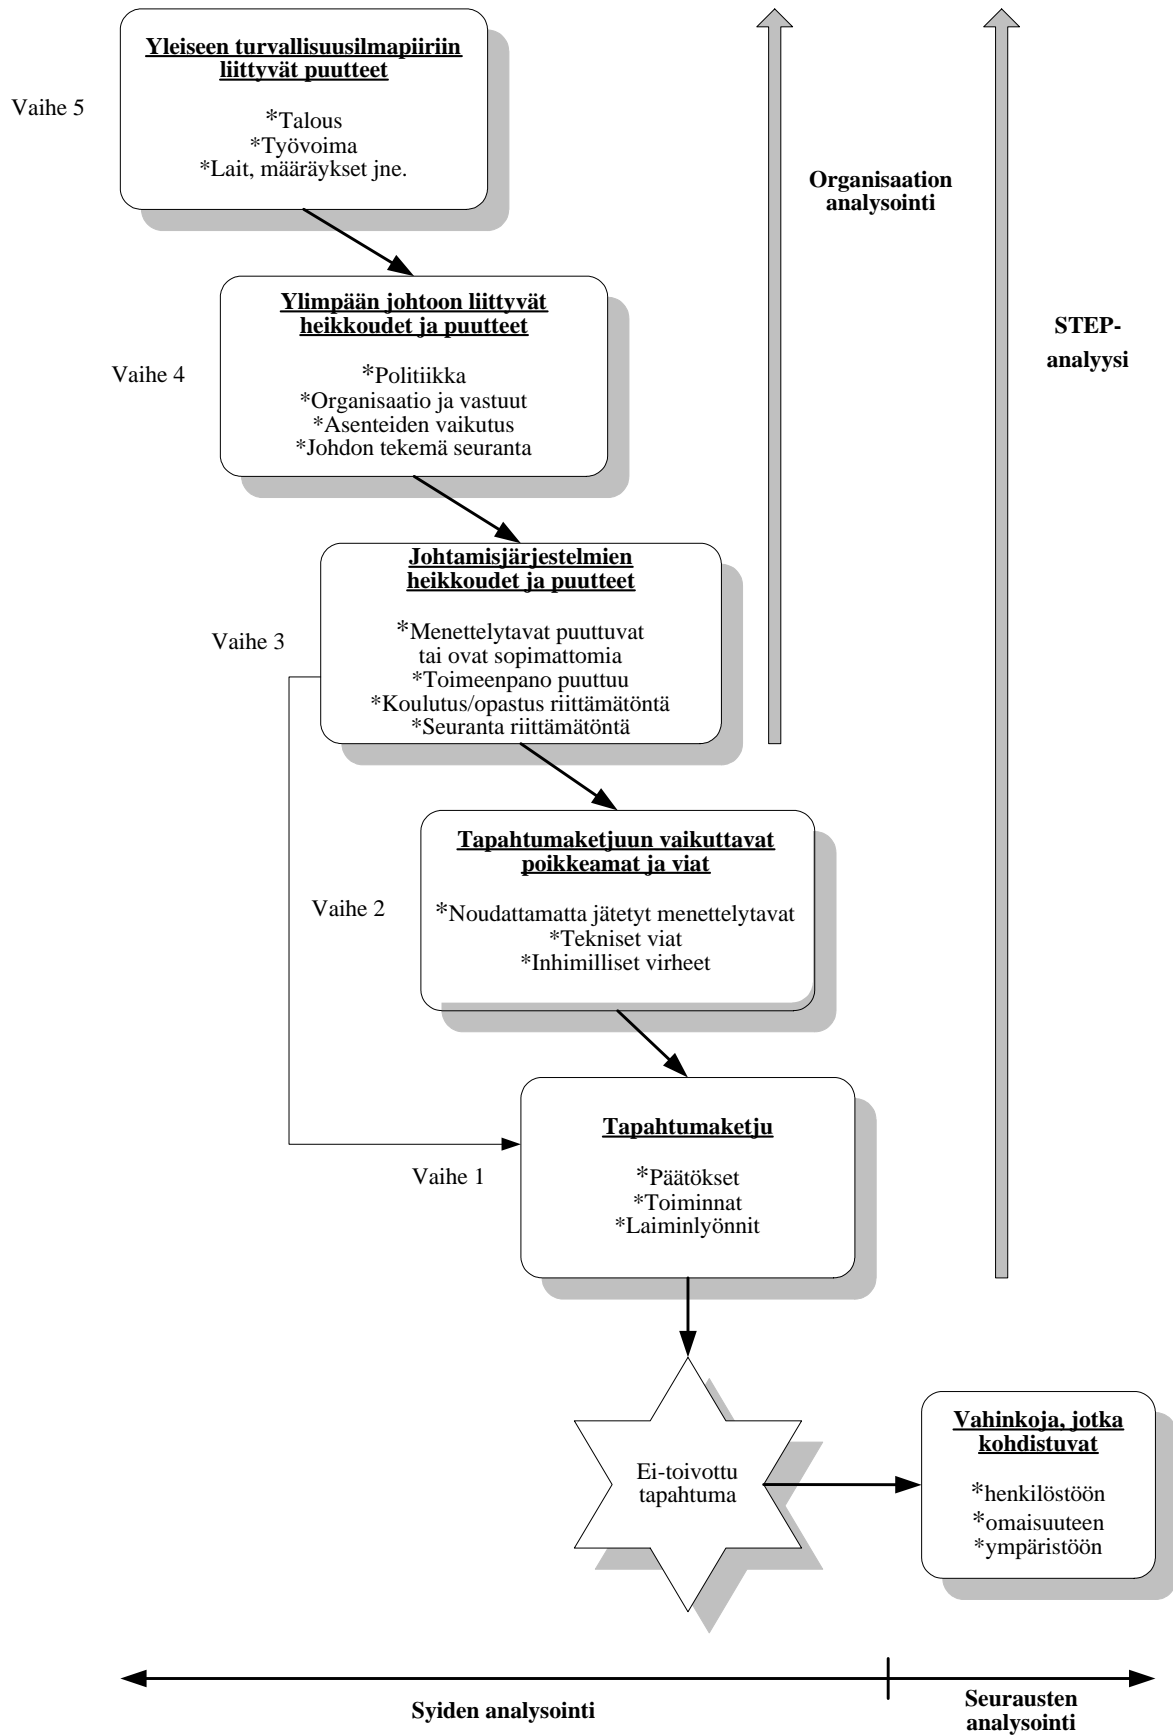 Yleiseen turvallisuusilmapiiriin
liittyvät puutteet
Vaihe 5
*Talous
*Työvoima
*Lait, määräykset jne.
Organisaation
analysointi
Ylimpään johtoon liittyvät
heikkoudet ja puutteet
STEP-
analyysi
Vaihe 4
*Politiikka
*Organisaatio ja vastuut
*Asenteiden vaikutus
*Johdon tekemä seuranta
Johtamisjärjestelmien
heikkoudet ja puutteet
Vaihe 3
*Menettelytavat puuttuvat
tai ovat sopimattomia
*Toimeenpano puuttuu
*Koulutus/opastus riittämätöntä
*Seuranta riittämätöntä
Tapahtumaketjuun vaikuttavat
poikkeamat ja viat
Vaihe 2
*Noudattamatta jätetyt menettelytavat
*Tekniset viat
*Inhimilliset virheet
Tapahtumaketju
Vaihe 1
*Päätökset
*Toiminnat
*Laiminlyönnit
Ei-toivottu
tapahtuma
Vahinkoja, jotka
kohdistuvat
*henkilöstöön
*omaisuuteen
*ympäristöön
Syiden analysointi
Seurausten
analysointi